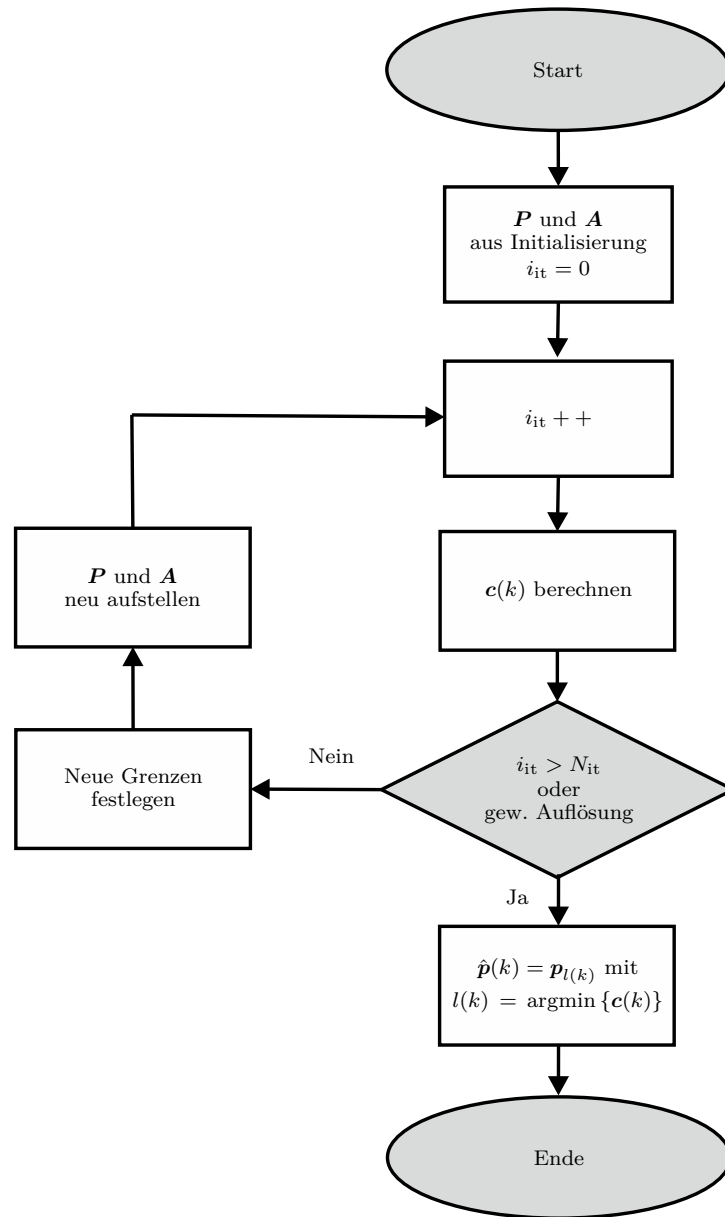 Start
𝑷 und 𝑨
aus Initialisierung
i_it = 0
i_it + +
𝒄(k) berechnen
𝑷 und 𝑨
neu aufstellen
Neue Grenzen
festlegen
Nein
i_it > N_it
oder
gew. Auflösung
Ja
𝒑̂(k) = 𝒑_l(k) mit
l(k) = argmin {𝒄(k)}
Ende